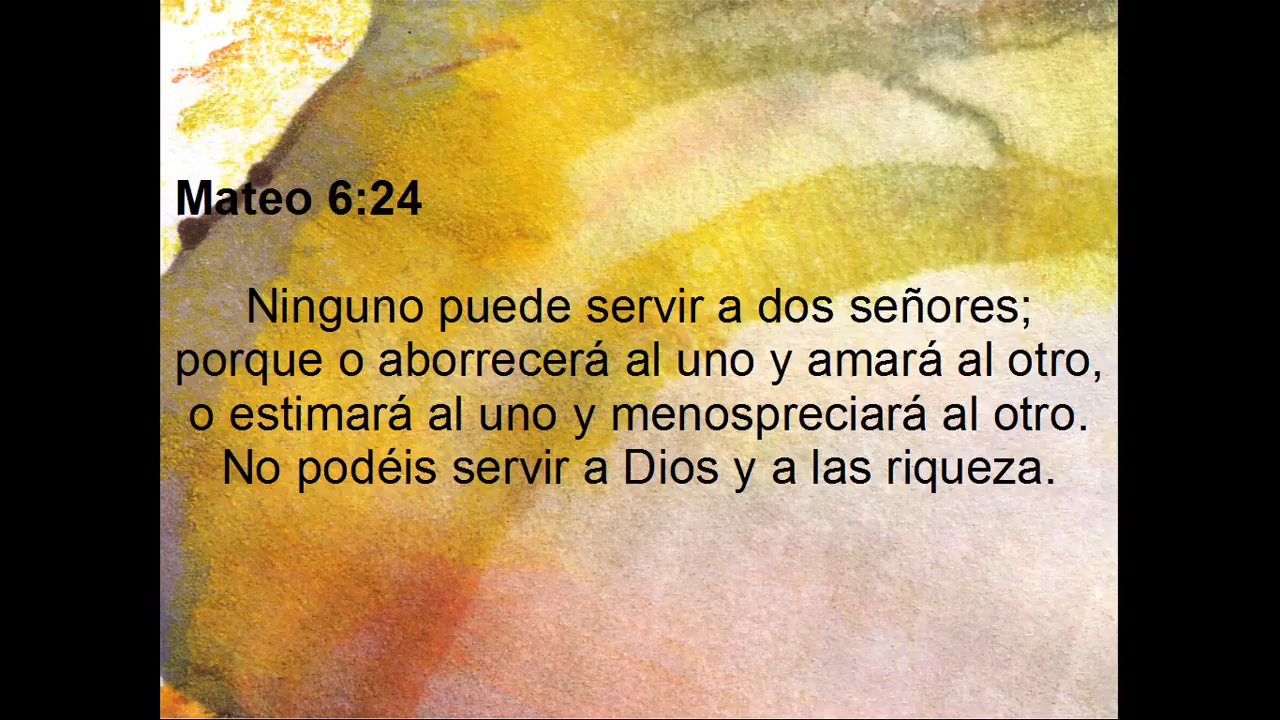 Mateo 6:24
Ninguno puede servir a dos señores;
porque o aborrecerá al uno y amará al otro,
o estimará al uno y menospreciará al otro.
No podéis servir a Dios y a las riqueza.